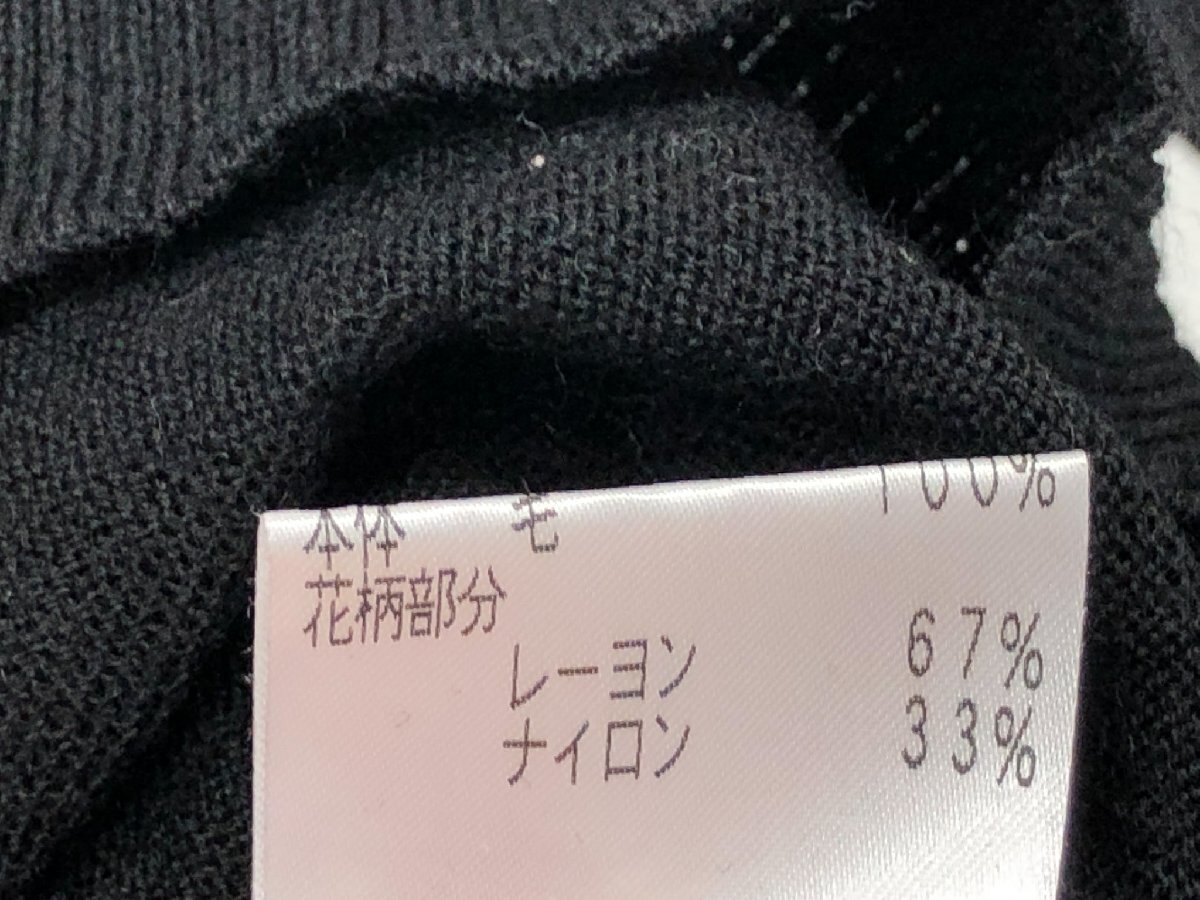 本体 毛 100%
花柄部分
レーヨン 67%
ナイロン 33%